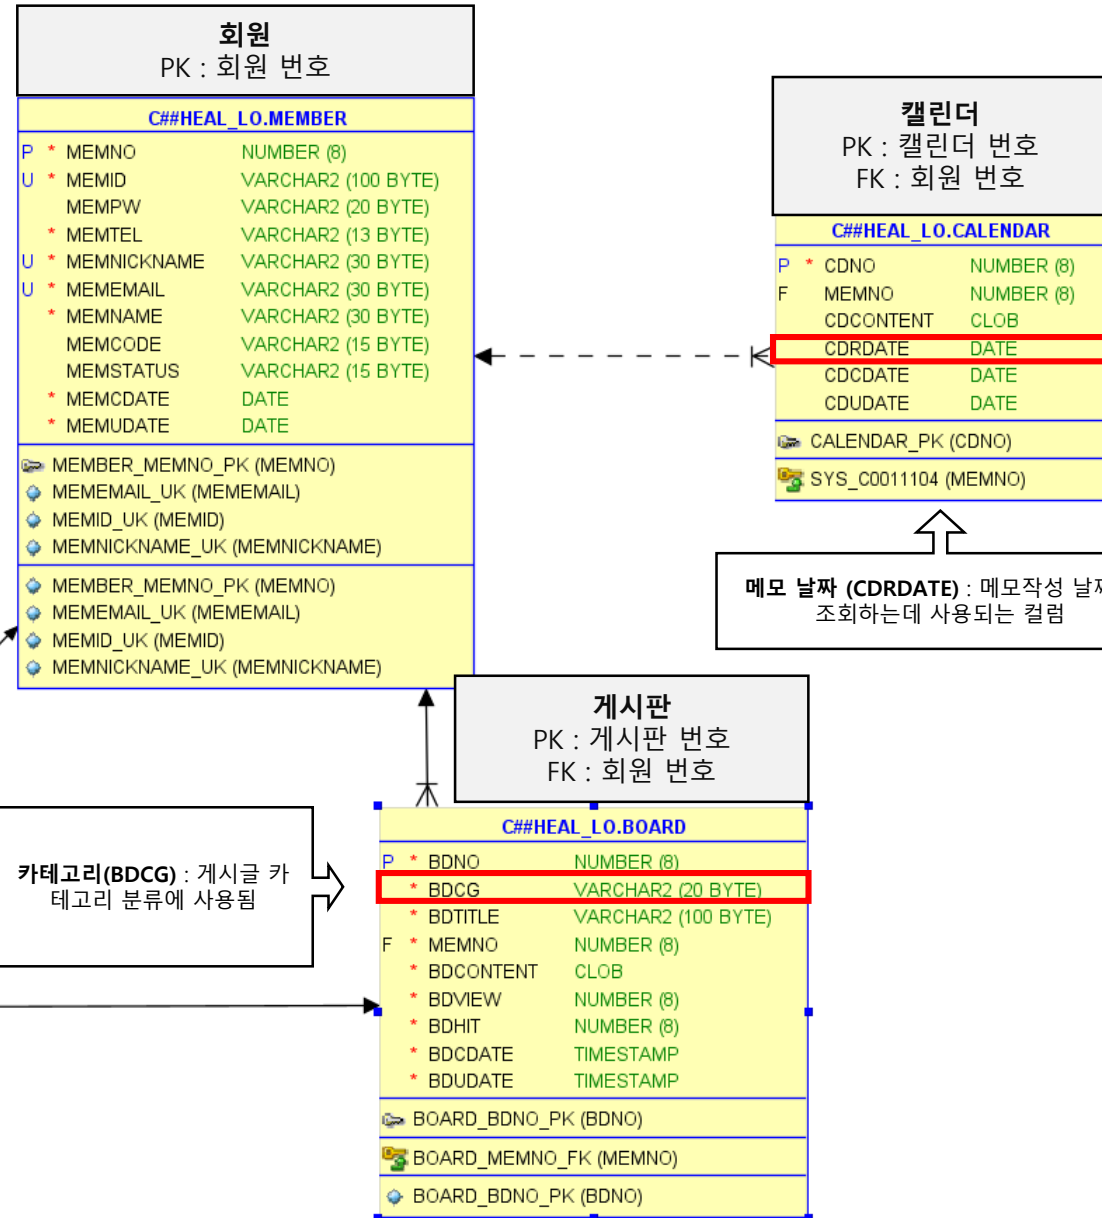 회원
PK : 회원 번호
C##HEAL_LO.MEMBER
P * MEMNO NUMBER (8)
U * MEMID VARCHAR2 (100 BYTE)
MEMPW VARCHAR2 (20 BYTE)
* MEMTEL VARCHAR2 (13 BYTE)
U * MEMNICKNAME VARCHAR2 (30 BYTE)
U * MEMEMAIL VARCHAR2 (30 BYTE)
* MEMNAME VARCHAR2 (30 BYTE)
MEMCODE VARCHAR2 (15 BYTE)
MEMSTATUS VARCHAR2 (15 BYTE)
* MEMCDATE DATE
* MEMUDATE DATE
MEMBER_MEMNO_PK (MEMNO)
MEMEMAIL_UK (MEMEMAIL)
MEMID_UK (MEMID)
MEMNICKNAME_UK (MEMNICKNAME)
MEMBER_MEMNO_PK (MEMNO)
MEMEMAIL_UK (MEMEMAIL)
MEMID_UK (MEMID)
MEMNICKNAME_UK (MEMNICKNAME)
캘린더
PK : 캘린더 번호
FK : 회원 번호
C##HEAL_LO.CALENDAR
P * CDNO NUMBER (8)
F MEMNO NUMBER (8)
CDCONTENT CLOB
CDRDATE DATE
CDCDATE DATE
CDUDATE DATE
CALENDAR_PK (CDNO)
SYS_C0011104 (MEMNO)
메모 날짜 (CDRDATE) : 메모작성 날짜
조회하는데 사용되는 컬럼
게시판
PK : 게시판 번호
FK : 회원 번호
카테고리(BDCG) : 게시글 카
테고리 분류에 사용됨
C##HEAL_LO.BOARD
P * BDNO NUMBER (8)
* BDCG VARCHAR2 (20 BYTE)
* BDTITLE VARCHAR2 (100 BYTE)
F * MEMNO NUMBER (8)
* BDCONTENT CLOB
* BDVIEW NUMBER (8)
* BDHIT NUMBER (8)
* BDCDATE TIMESTAMP
* BDUDATE TIMESTAMP
BOARD_BDNO_PK (BDNO)
BOARD_MEMNO_FK (MEMNO)
BOARD_BDNO_PK (BDNO)